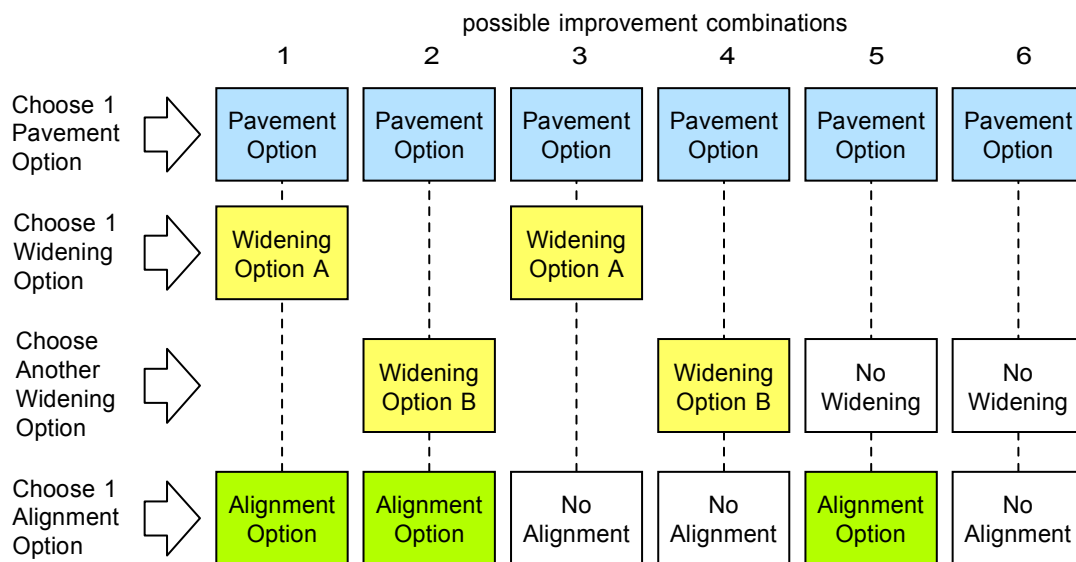 possible improvement combinations
1 2 3 4 5 6
Choose 1
Pavement
Option
Pavement
Option
Pavement
Option
Pavement
Option
Pavement
Option
Pavement
Option
Pavement
Option
Choose 1
Widening
Option
Widening
Option A
Widening
Option A
Choose
Another
Widening
Option
Widening
Option B
Widening
Option B
No
Widening
No
Widening
Choose 1
Alignment
Option
Alignment
Option
Alignment
Option
No
Alignment
No
Alignment
Alignment
Option
No
Alignment